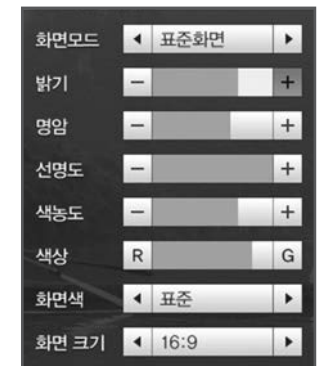 화면모드 ◀ 표준화면 ▶
밝기 − +
명암 − +
선명도 − +
색농도 − +
색상 R G
화면색 ◀ 표준 ▶
화면 크기 ◀ 16:9 ▶